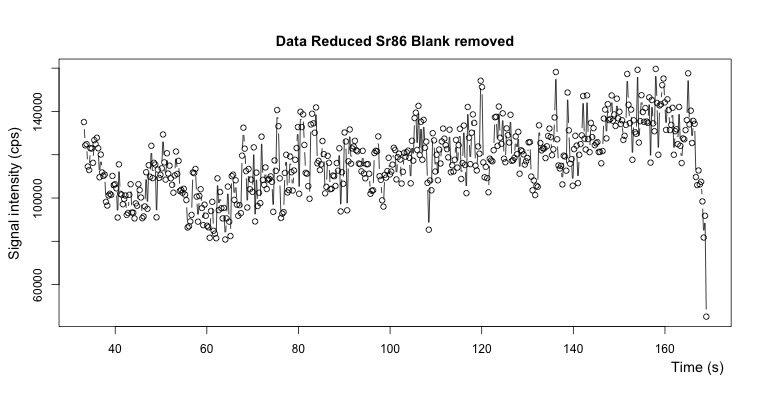 Data Reduced Sr86 Blank removed
Signal intensity (cps)
140000
100000
60000
40 60 80 100 120 140 160
Time (s)